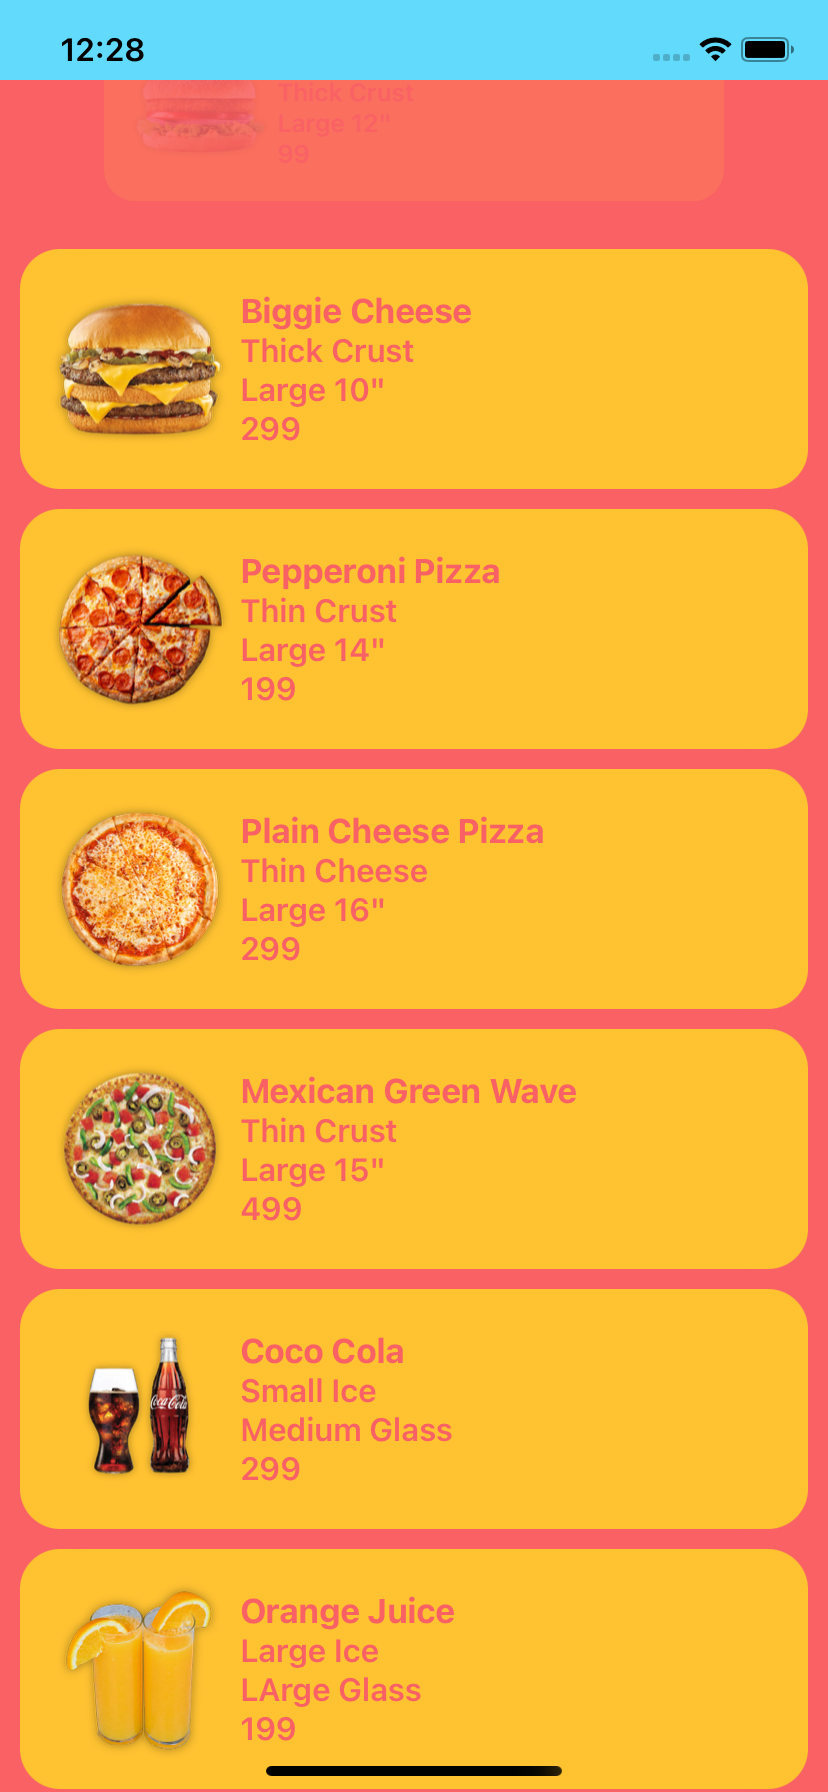 12:28
Thick Crust
Large 12"
99
Biggie Cheese
Thick Crust
Large 10"
299
Pepperoni Pizza
Thin Crust
Large 14"
199
Plain Cheese Pizza
Thin Cheese
Large 16"
299
Mexican Green Wave
Thin Crust
Large 15"
499
Coca-Cola
Coco Cola
Small Ice
Medium Glass
299
Orange Juice
Large Ice
LArge Glass
199